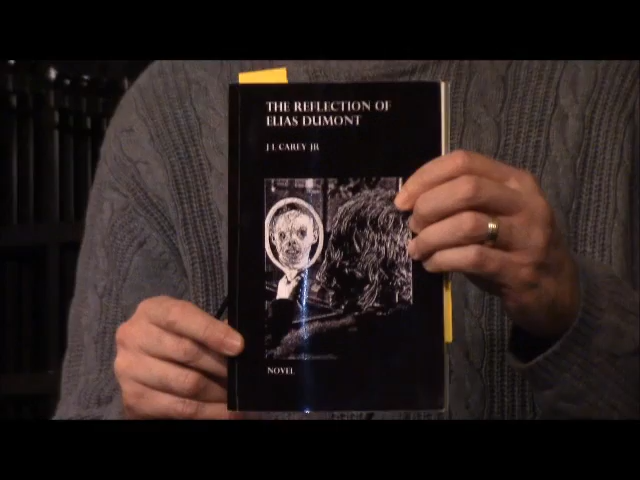 THE REFLECTION OF
ELIAS DUMONT
J I. CAREY JR
NOVEL